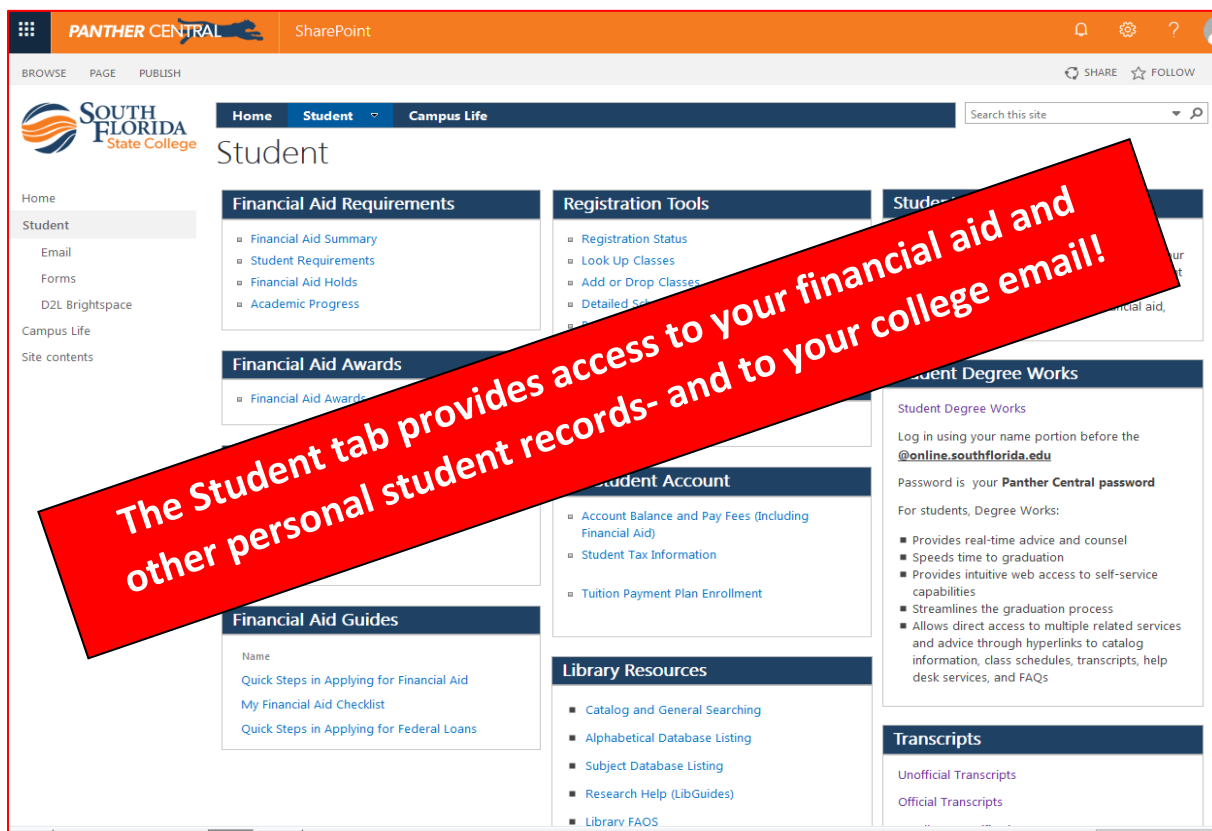 PANTHER CENTRAL
SharePoint
BROWSE PAGE PUBLISH
SHARE FOLLOW
SOUTH
FLORIDA
State College
Home Student Campus Life
Search this site
Student
Home
Student
Email
Forms
D2L Brightspace
Campus Life
Site contents
Financial Aid Requirements
Financial Aid Summary
Student Requirements
Financial Aid Holds
Academic Progress
Financial Aid Awards
Financial Aid Awards
Financial Aid Guides
Name
Quick Steps in Applying for Financial Aid
My Financial Aid Checklist
Quick Steps in Applying for Federal Loans
Registration Tools
Registration Status
Look Up Classes
Add or Drop Classes
Detailed
Student Account
Account Balance and Pay Fees (Including
Financial Aid)
Student Tax Information
Tuition Payment Plan Enrollment
Library Resources
Catalog and General Searching
Alphabetical Database Listing
Subject Database Listing
Research Help (LibGuides)
Library FAQS
Student
aid,
Student Degree Works
Student Degree Works
Log in using your name portion before the
@online.southflorida.edu
Password is your Panther Central password
For students, Degree Works:
Provides real-time advice and counsel
Speeds time to graduation
Provides intuitive web access to self-service
capabilities
Streamlines the graduation process
Allows direct access to multiple related services
and advice through hyperlinks to catalog
information, class schedules, transcripts, help
desk services, and FAQs
Transcripts
Unofficial Transcripts
Official Transcripts
The Student tab provides access to your financial aid and
other personal student records- and to your college email!